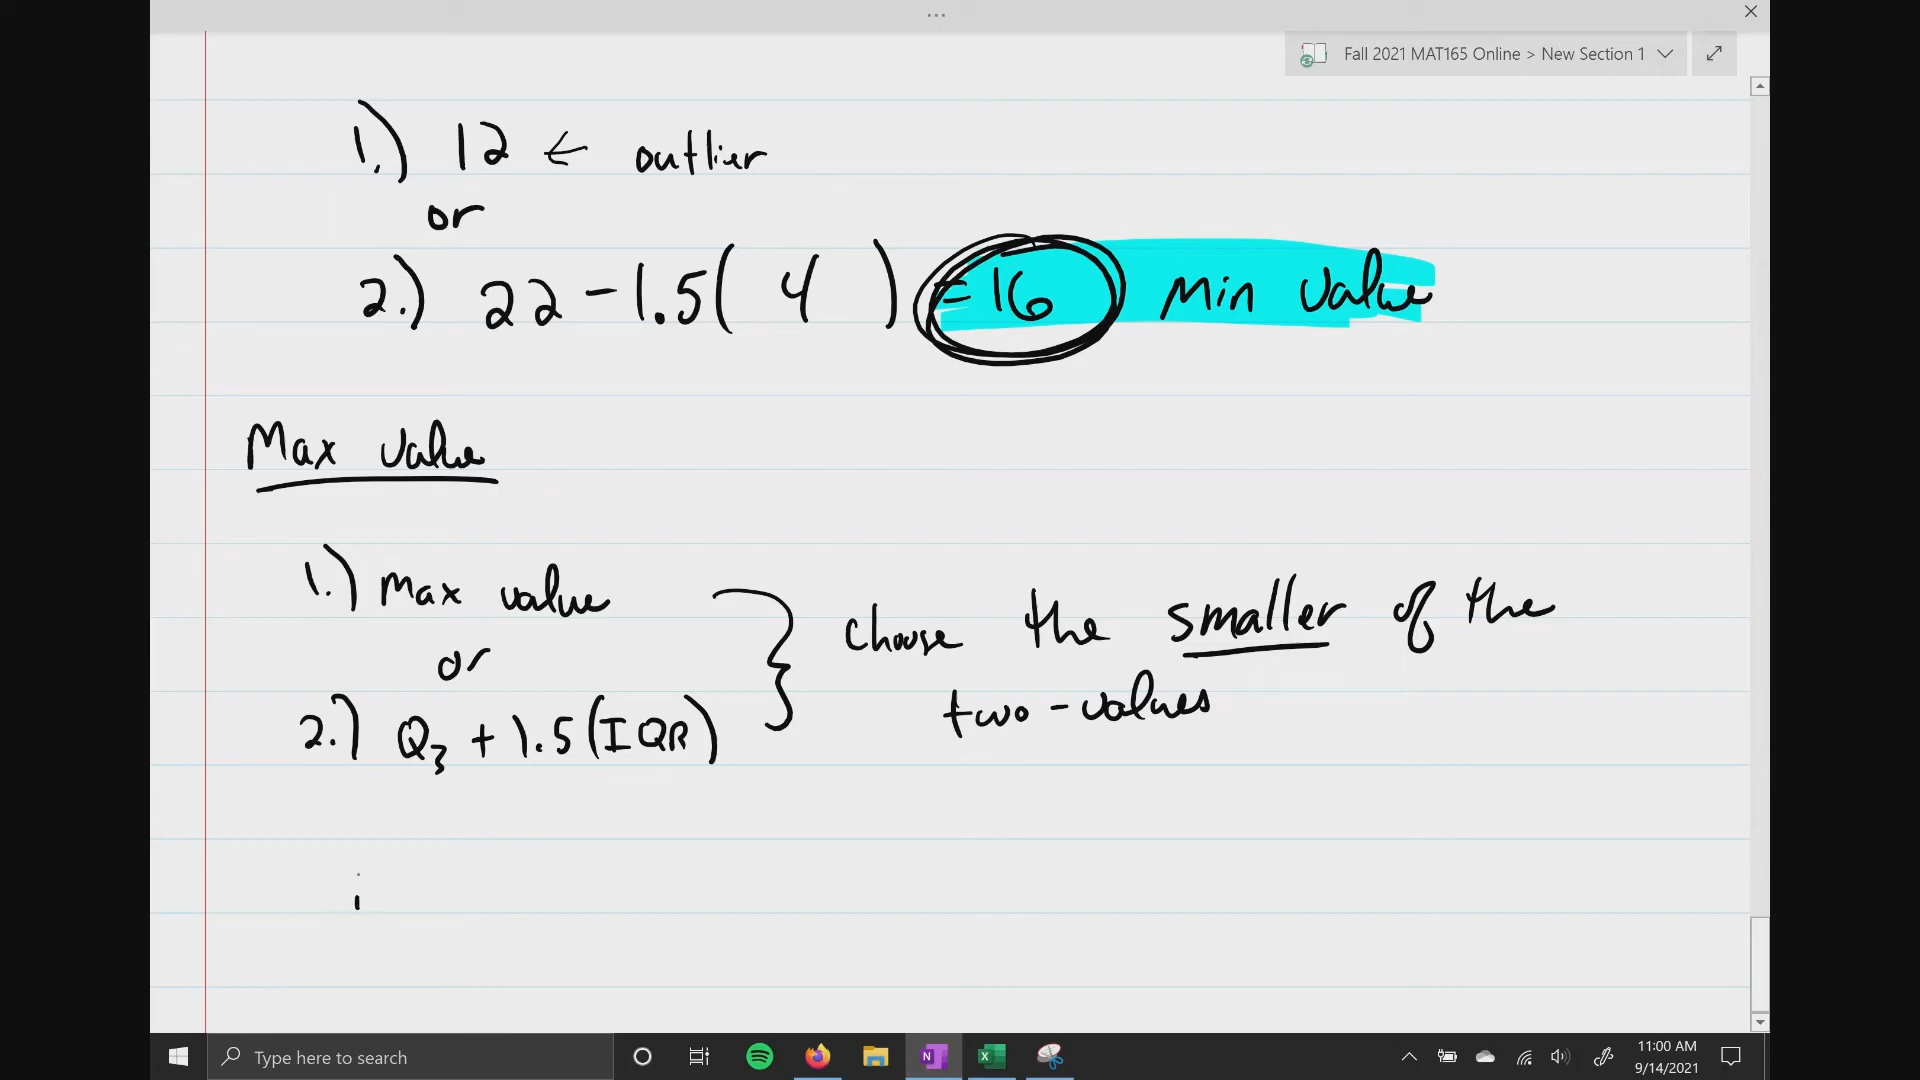 Fall 2021 MAT165 Online > New Section 1
1.) 12 ← outlier
or
2.) 22 - 1.5( 4 ) = 16 Min Value
Max Value
1.) Max value
or
2.) Q3 + 1.5(IQR)
choose the smaller of the
two-values
Type here to search
11:00 AM
9/14/2021